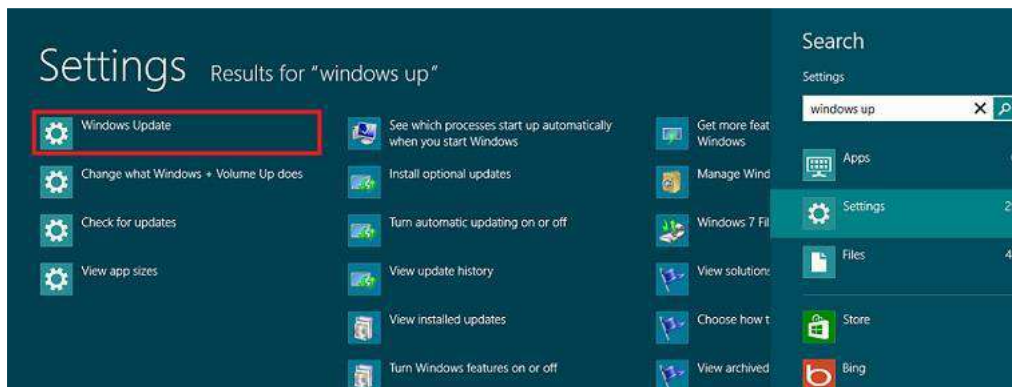 Settings Results for "windows up"
Windows Update
Change what Windows + Volume Up does
Check for updates
View app sizes
See which processes start up automatically
when you start Windows
Install optional updates
Turn automatic updating on or off
View update history
View installed updates
Turn Windows features on or off
Get more feat
Windows
Manage Wind
Windows 7 Fil
View solution
Choose how t
View archived
Search
Settings
windows up
Apps
Settings 2
Files 4
Store
Bing